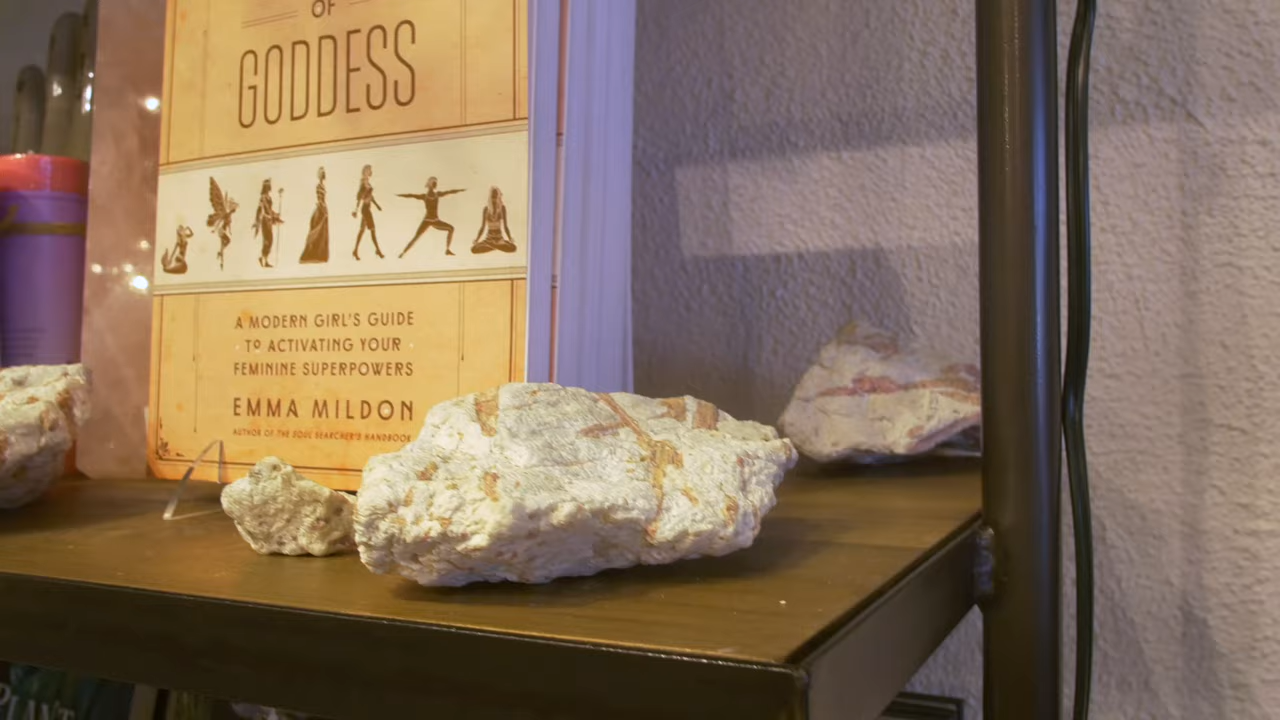 OF
GODDESS
A MODERN GIRL'S GUIDE
TO ACTIVATING YOUR
FEMININE SUPERPOWERS
EMMA MILDON
AUTHOR OF THE SOUL SEARCHER'S HANDBOOK